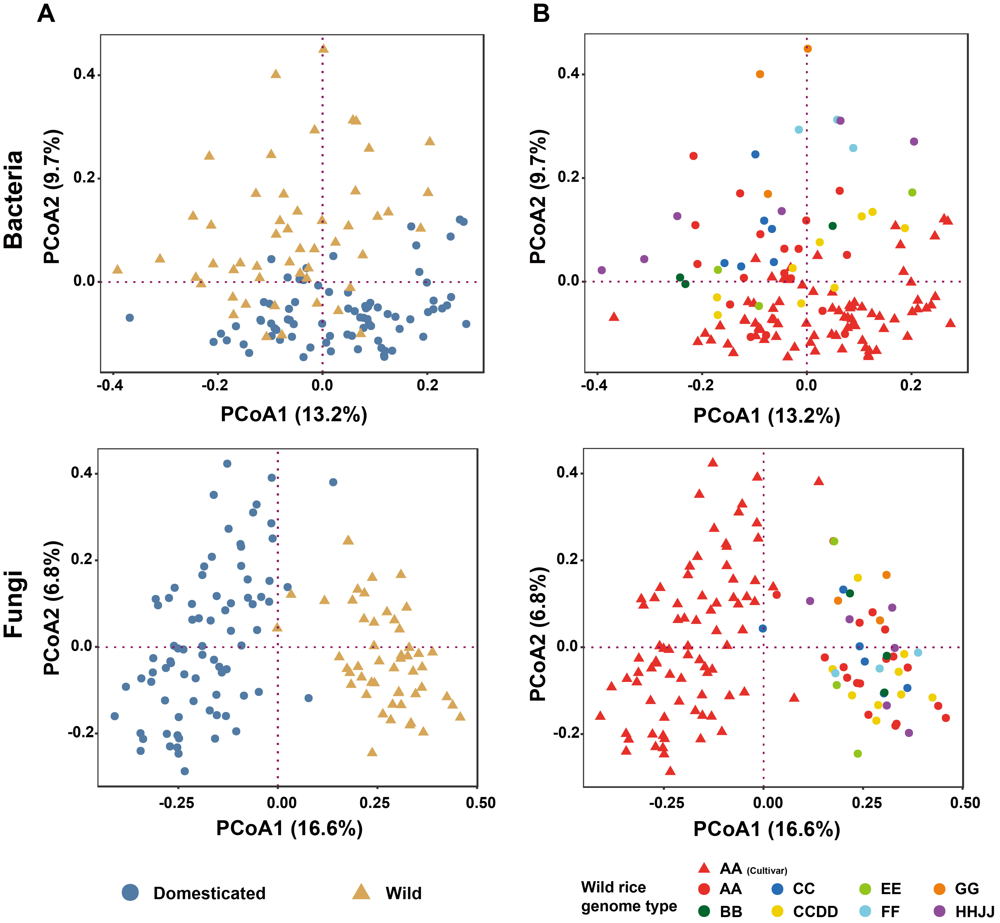 A
B
Bacteria
PCoA2 (9.7%)
0.4
0.2
0.0
-0.4
-0.2
0.0
0.2
PCoA1 (13.2%)
PCoA2 (9.7%)
0.4
0.2
0.0
-0.4
-0.2
0.0
0.2
PCoA1 (13.2%)
Fungi
PCoA2 (6.8%)
0.4
0.2
0.0
-0.2
-0.25
0.00
0.25
0.50
PCoA1 (16.6%)
PCoA2 (6.8%)
0.4
0.2
0.0
-0.2
-0.25
0.00
0.25
0.50
PCoA1 (16.6%)
Domesticated
Wild
Wild rice
genome type
AA (Cultivar)
AA CC EE GG
BB CCDD FF HHJJ